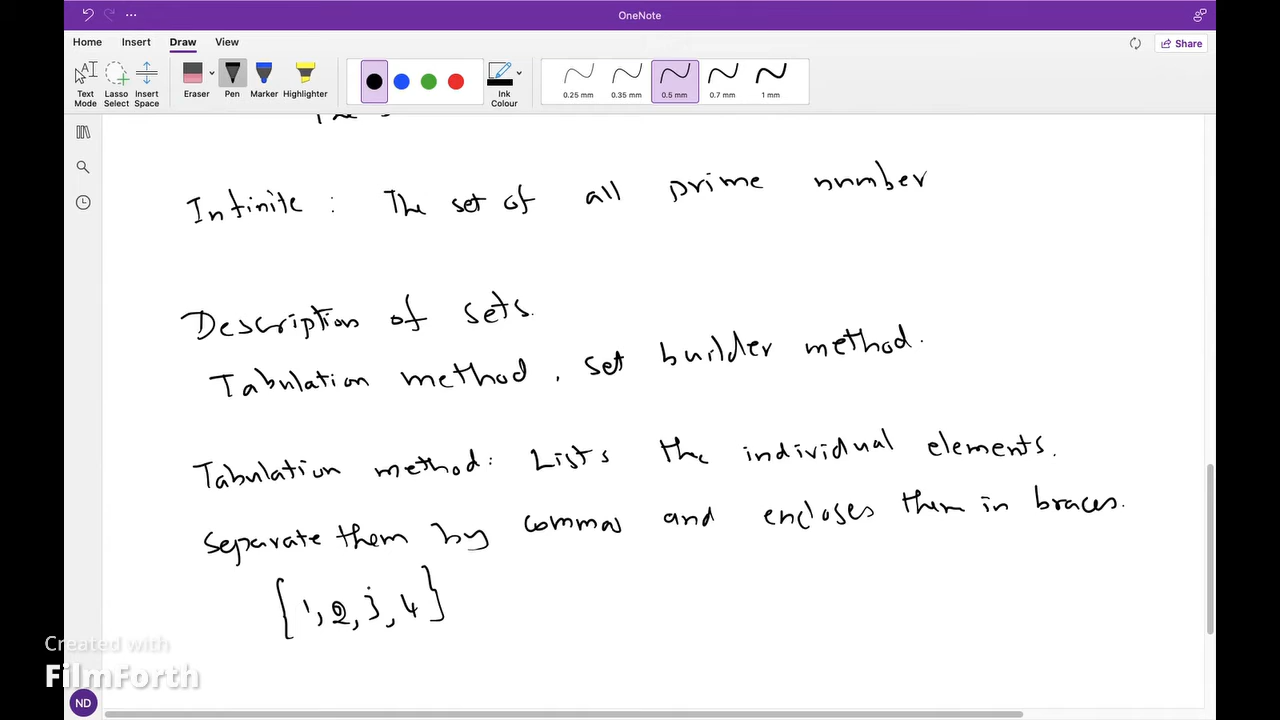 OneNote
Home Insert Draw View
Share
Text Mode
Lasso Select
Insert Space
Eraser
Pen
Marker
Highlighter
Ink Colour
0.25 mm
0.35 mm
0.5 mm
0.7 mm
1 mm
Infinite : The set of all prime number
Description of sets.
Tabulation method, set builder method.
Tabulation method: Lists the individual elements.
separate them by commas and encloses them in braces.
{1, 2, 3, 4}
Created with
FilmForth
ND